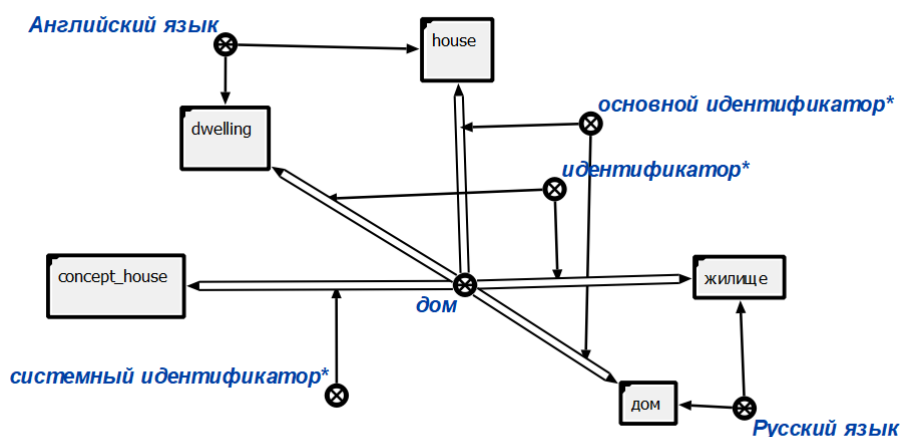 Английский язык
house
основной идентификатор*
dwelling
идентификатор*
concept_house
жилище
дом
системный идентификатор*
дом
Русский язык